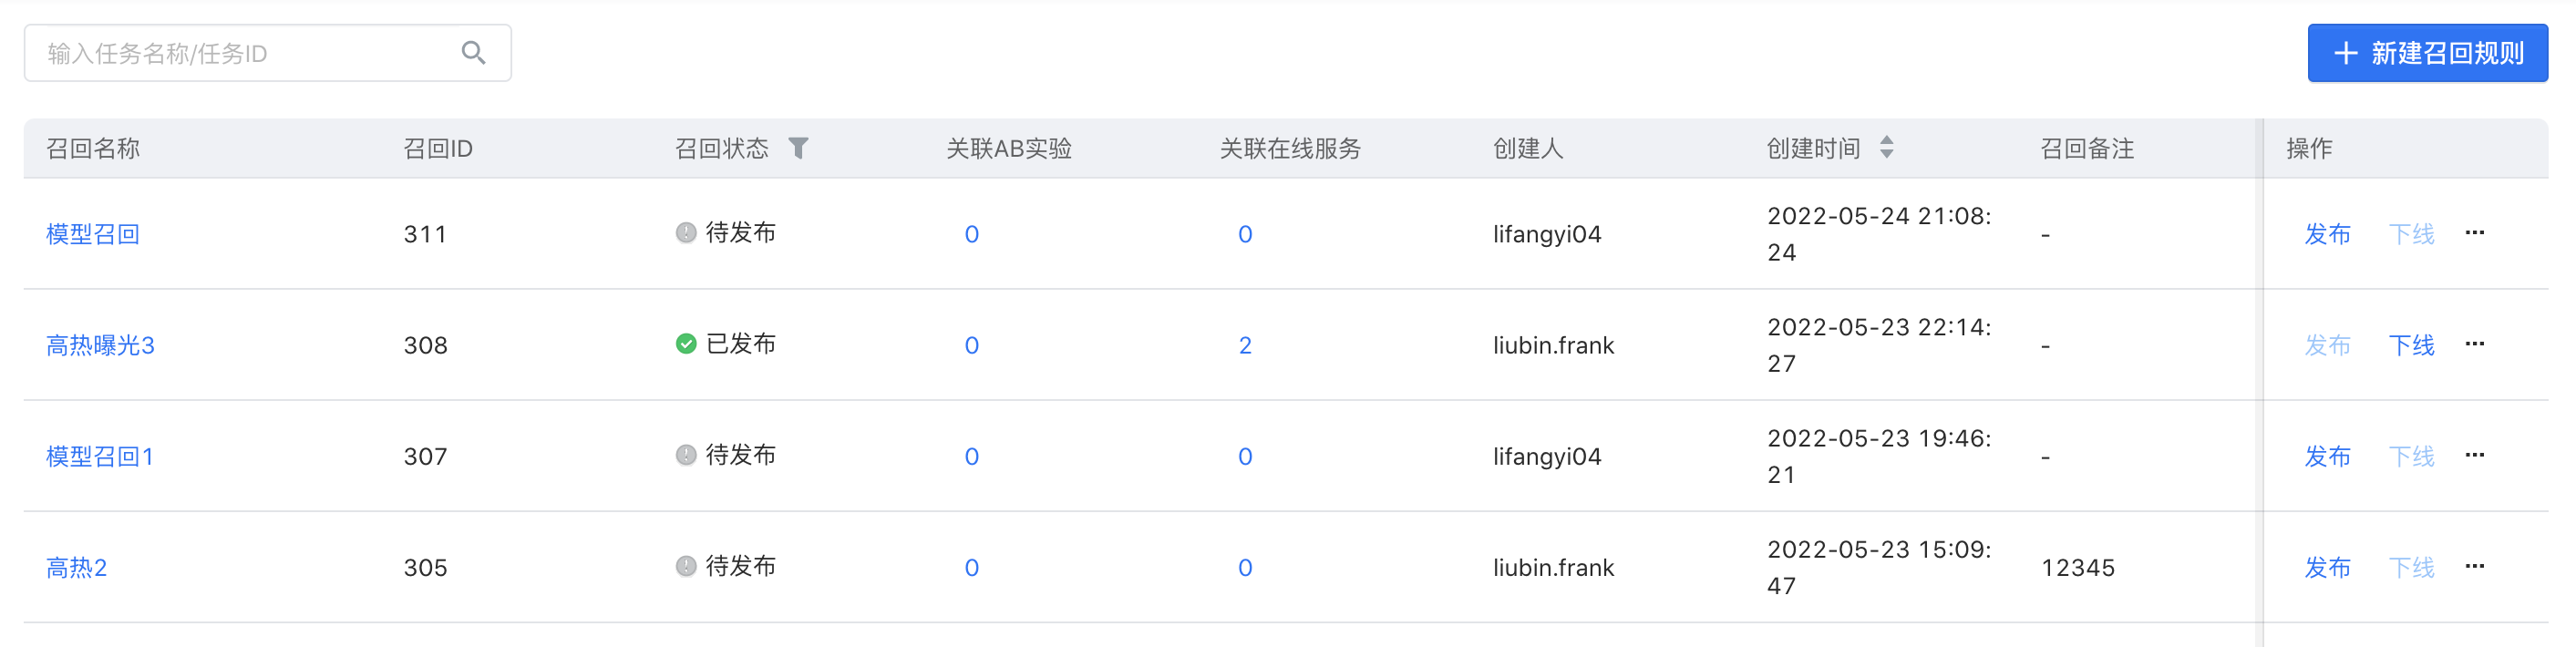 输入任务名称/任务ID
新建召回规则
召回名称 召回ID 召回状态 关联AB实验 关联在线服务 创建人 创建时间 召回备注 操作
模型召回 311 待发布 0 0 lifangyi04 2022-05-24 21:08:
24 - 发布 下线 ···
高热曝光3 308 已发布 0 2 liubin.frank 2022-05-23 22:14:
27 - 发布 下线 ···
模型召回1 307 待发布 0 0 lifangyi04 2022-05-23 19:46:
21 - 发布 下线 ···
高热2 305 待发布 0 0 liubin.frank 2022-05-23 15:09:
47 12345 发布 下线 ···